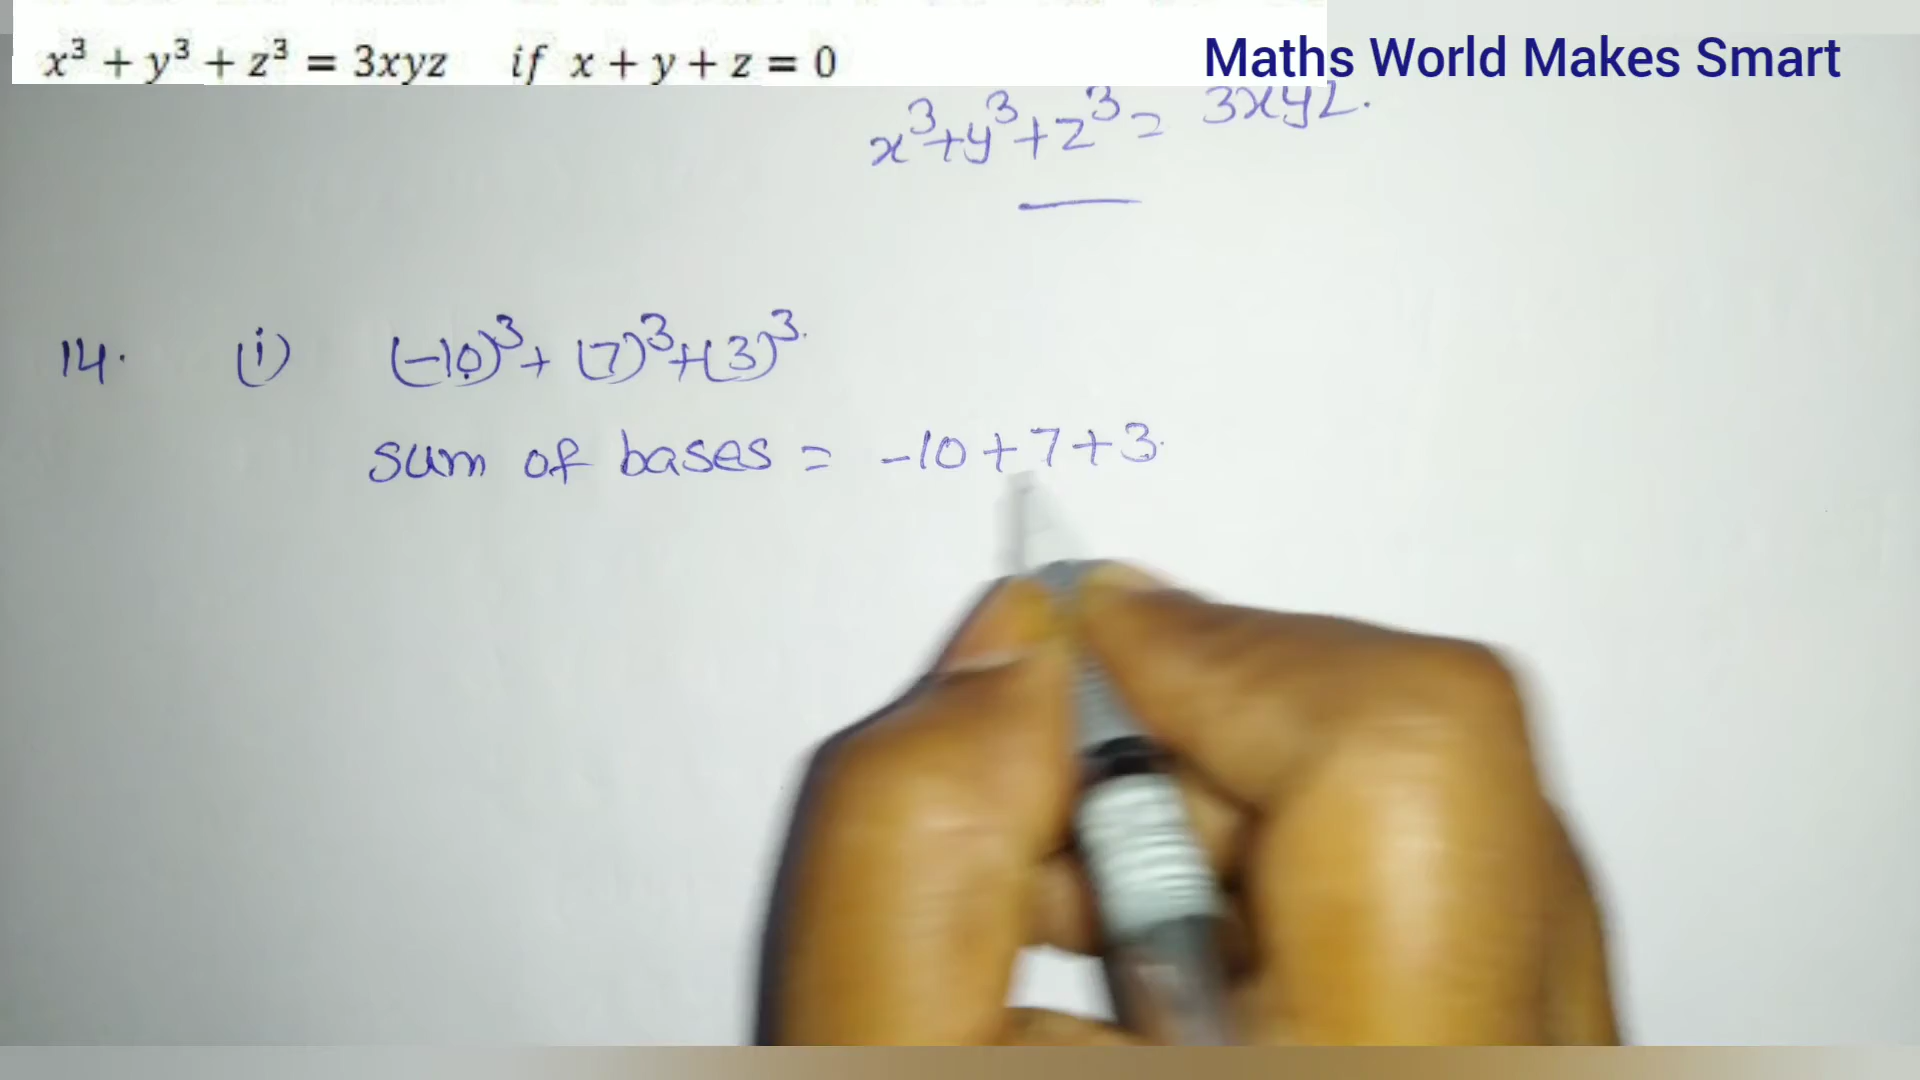 x³ + y³ + z³ = 3xyz if x + y + z = 0
Maths World Makes Smart
x³+y³+z³ = 3xyz.
14. (i) (-10)³ + (7)³ + (3)³.
sum of bases = -10+7+3.